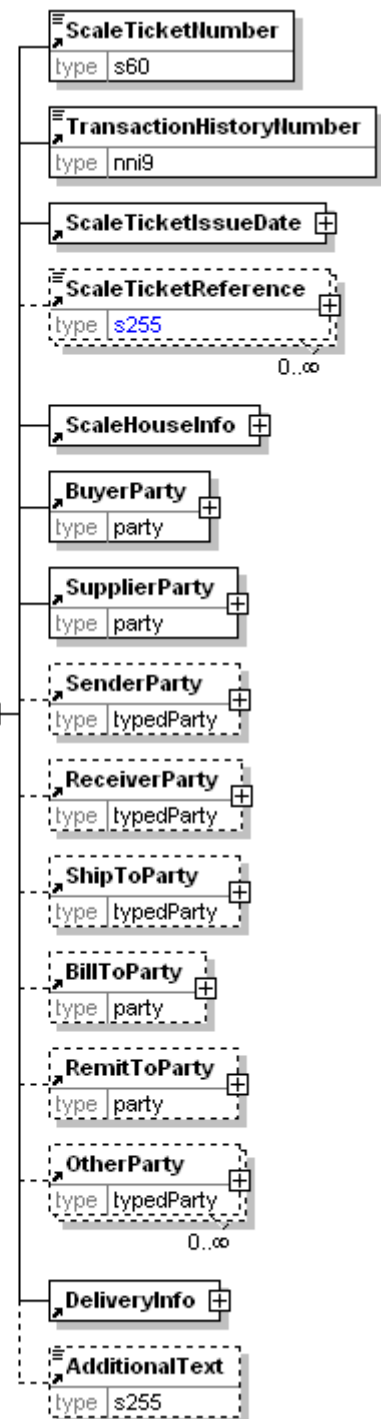 ScaleTicketNumber
type s60
TransactionHistoryNumber
type nni9
ScaleTicketIssueDate
ScaleTicketReference
type s255
0..∞
ScaleHouseInfo
BuyerParty
type party
SupplierParty
type party
SenderParty
type typedParty
ReceiverParty
type typedParty
ShipToParty
type typedParty
BillToParty
type party
RemitToParty
type party
OtherParty
type typedParty
0..∞
DeliveryInfo
AdditionalText
type s255